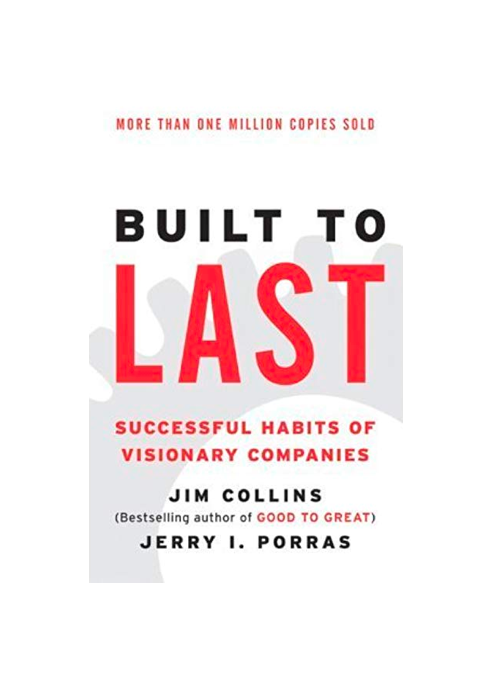 MORE THAN ONE MILLION COPIES SOLD
BUILT TO
LAST
SUCCESSFUL HABITS OF
VISIONARY COMPANIES
JIM COLLINS
(Bestselling author of GOOD TO GREAT)
JERRY I. PORRAS